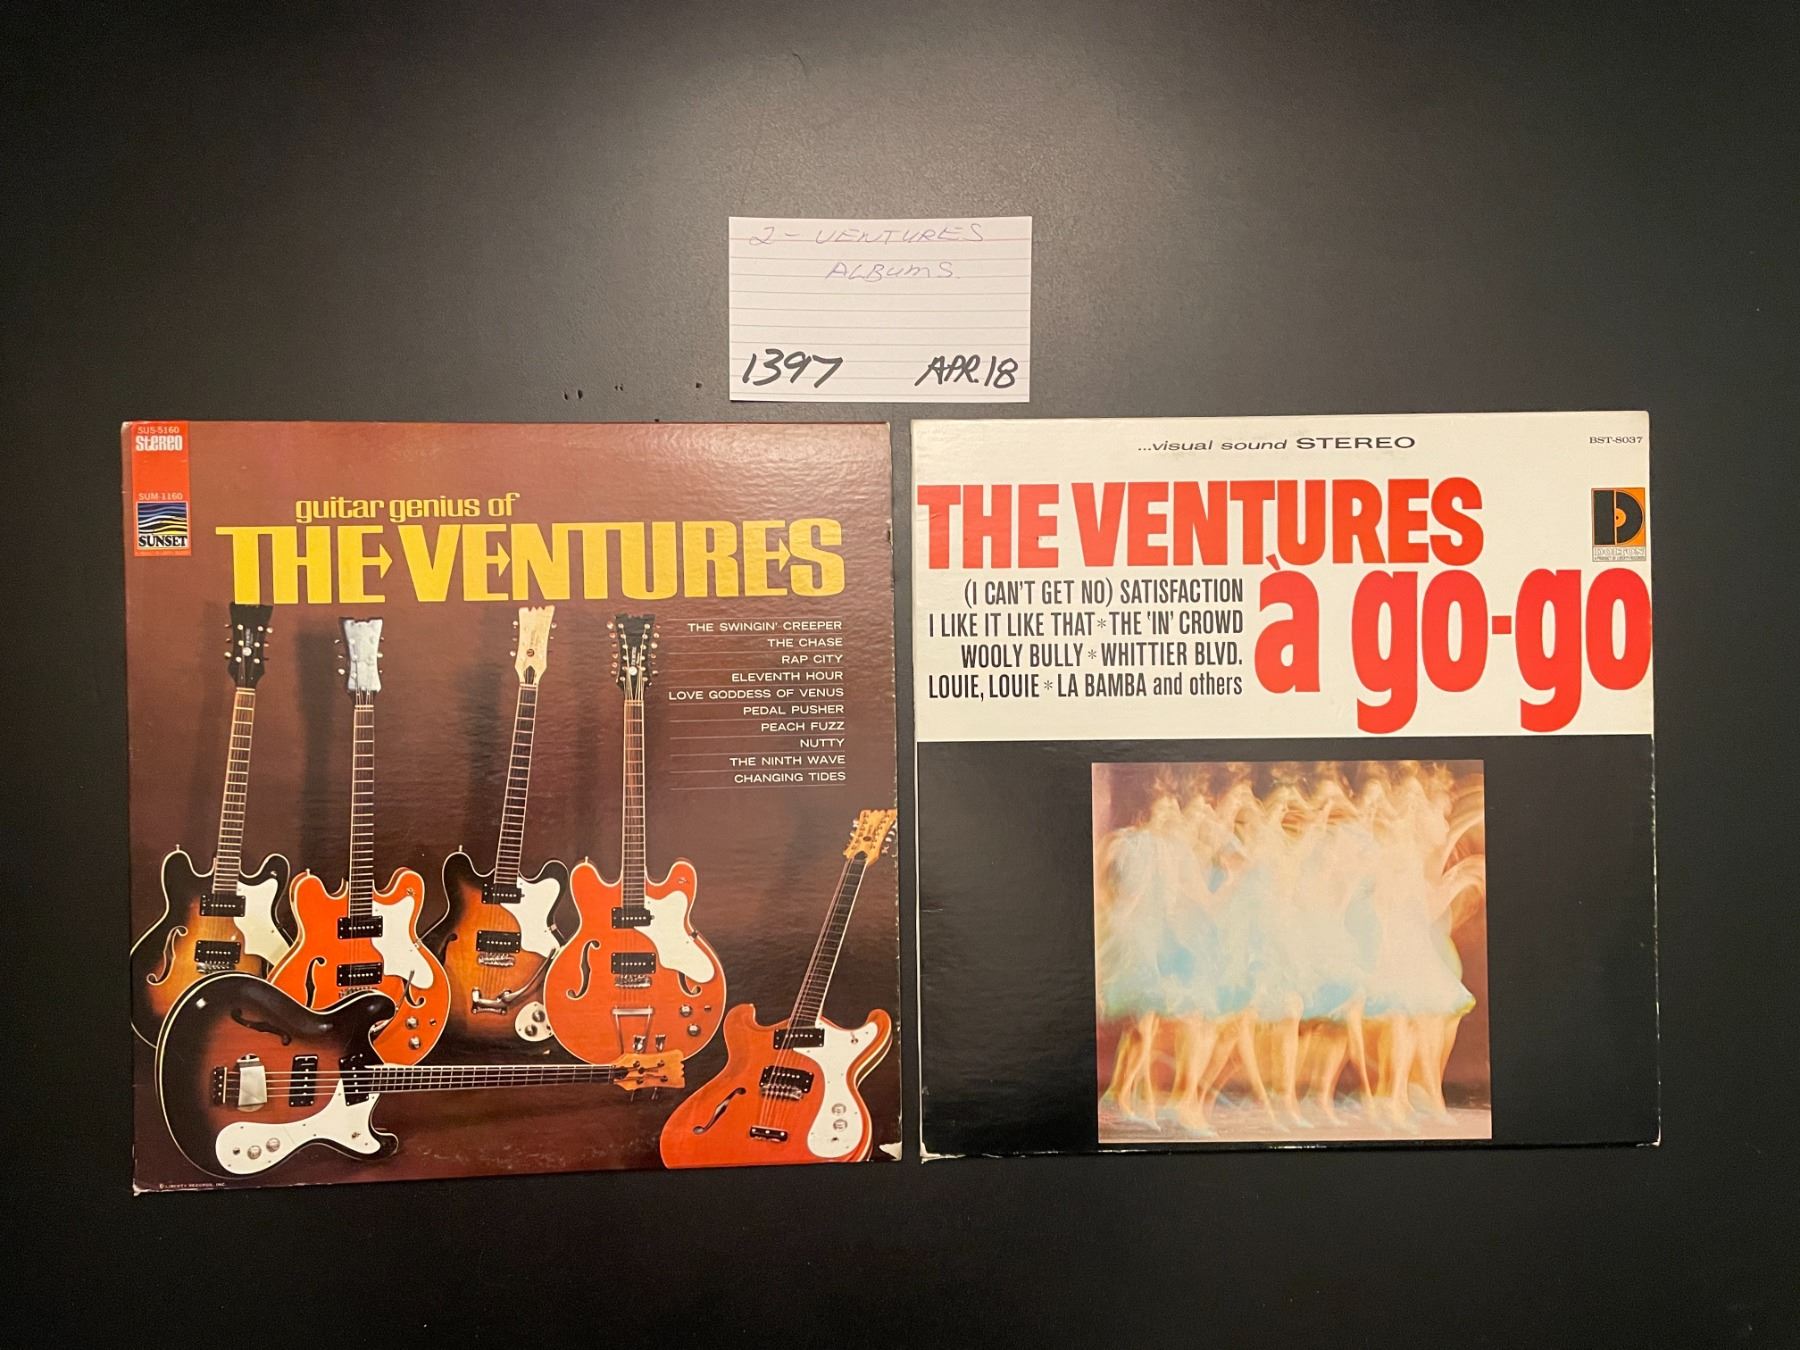 2 - VENTURES
ALBUMS
1397 APR. 18
SUS-5160
STEREO
SUM-1160
SUNSET
guitar genius of
THE VENTURES
THE SWINGIN' CREEPER
THE CHASE
RAP CITY
ELEVENTH HOUR
LOVE GODDESS OF VENUS
PEDAL PUSHER
PEACH FUZZ
NUTTY
THE NINTH WAVE
CHANGING TIDES
© LIBERTY RECORDS, INC.
...visual sound STEREO
BST-8037
THE VENTURES
à go-go
(I CAN'T GET NO) SATISFACTION
I LIKE IT LIKE THAT * THE 'IN' CROWD
WOOLY BULLY * WHITTIER BLVD.
LOUIE, LOUIE * LA BAMBA and others
D
DOLTON